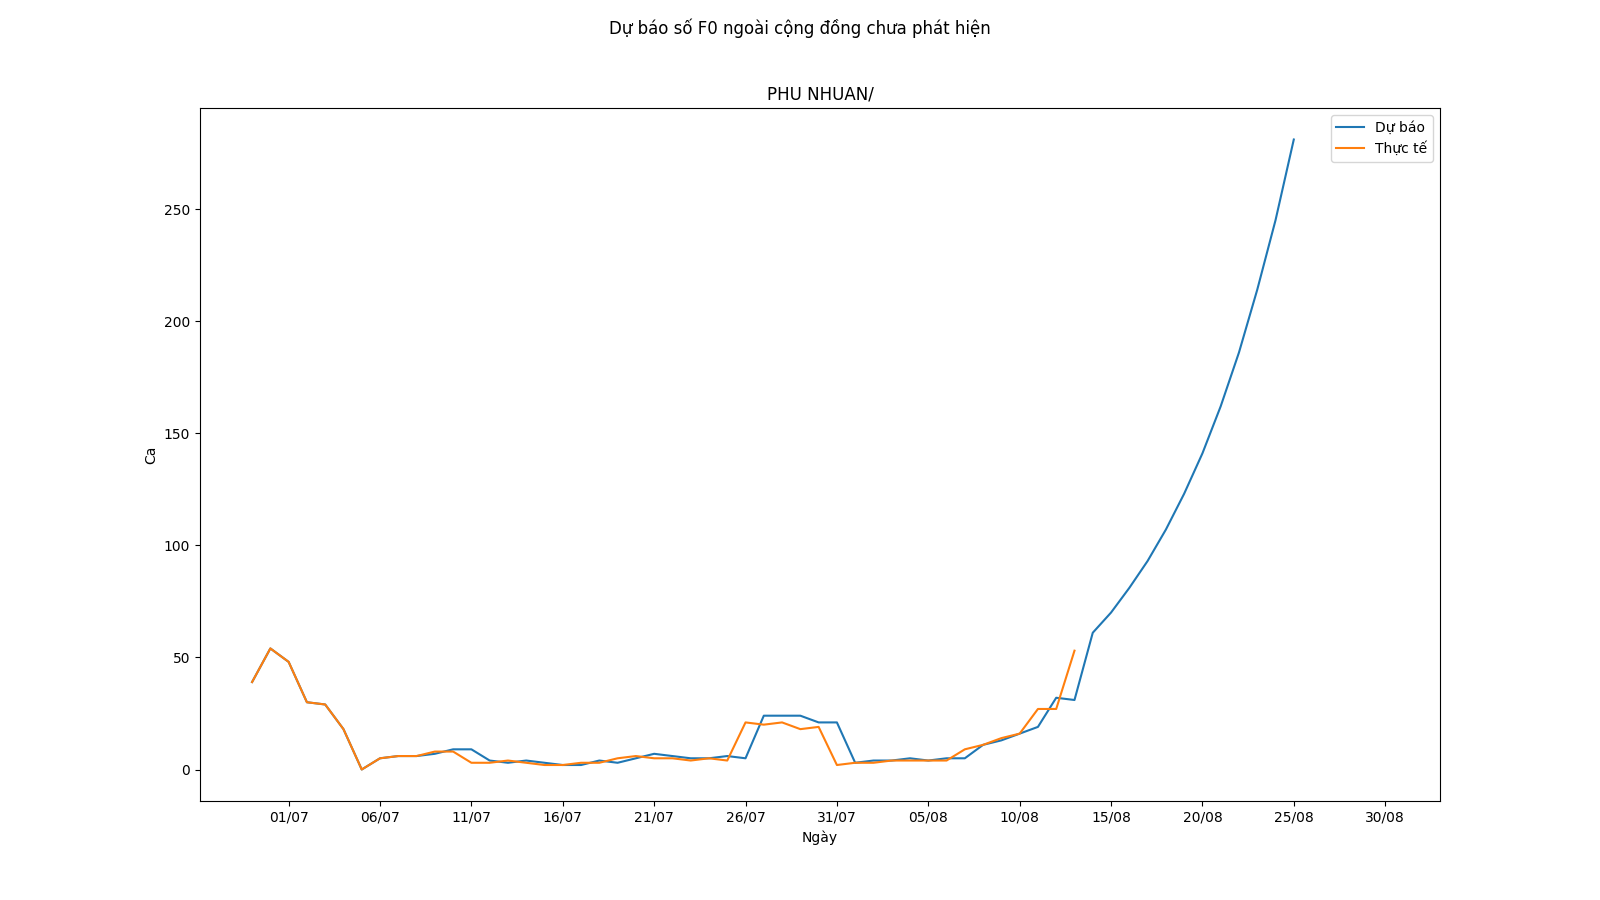 Dự báo số F0 ngoài cộng đồng chưa phát hiện
PHU NHUAN/
Dự báo
Thực tế
250
200
150
100
50
0
Ca
01/07 06/07 11/07 16/07 21/07 26/07 31/07 05/08 10/08 15/08 20/08 25/08 30/08
Ngày